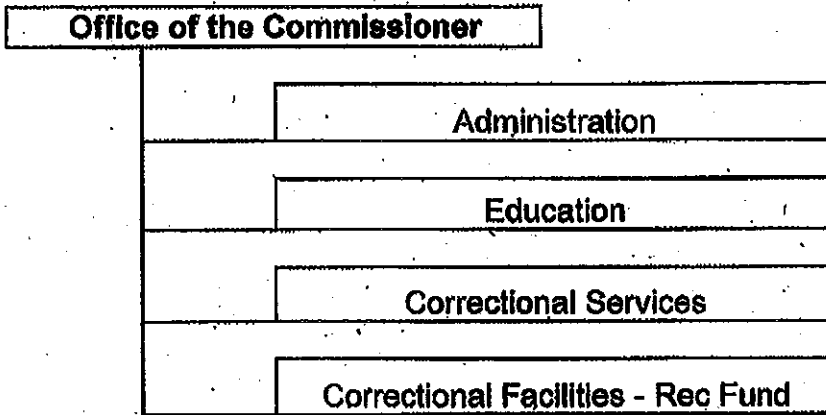 Office of the Commissioner
Administration
Education
Correctional Services
Correctional Facilities - Rec Fund